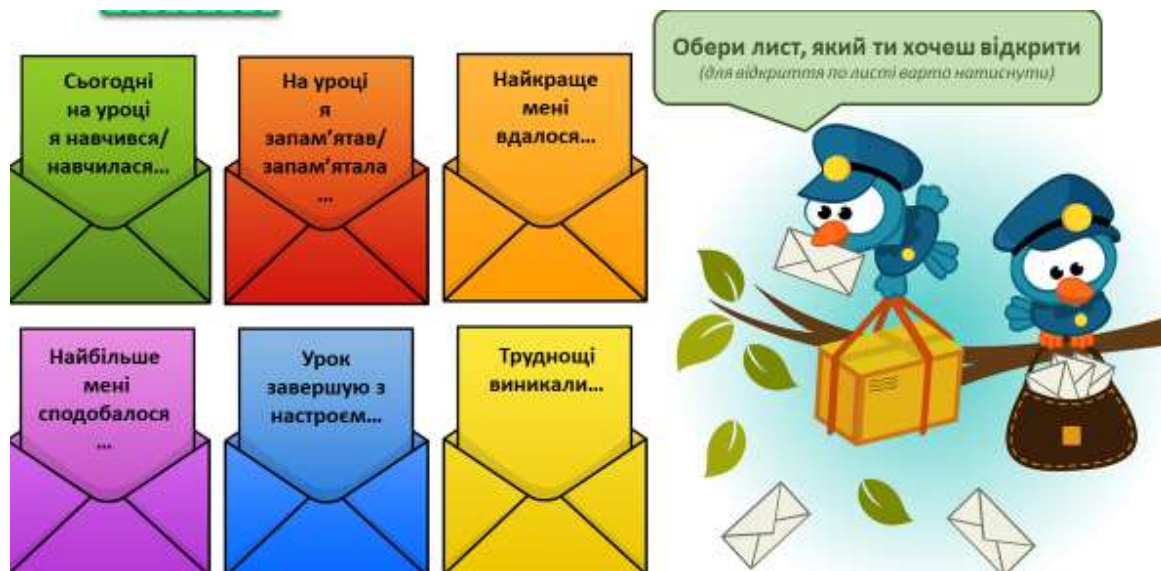 Сьогодні
на уроці
я навчився/
навчилася...
На уроці
я
запам'ятав/
запам'ятала
...
Найкраще
мені
вдалося...
Обери лист, який ти хочеш відкрити
(для відкриття по листі варто натиснути)
Найбільше
мені
сподобалося
...
Урок
завершую з
настроєм...
Труднощі
виникали...